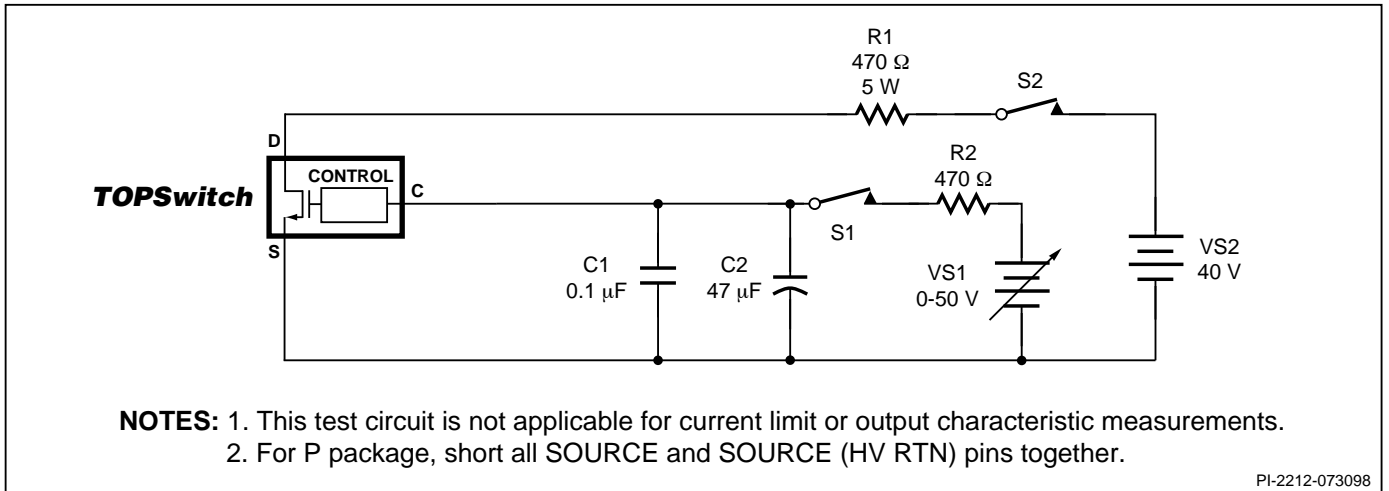 R1
470 Ω
5 W
S2
D
CONTROL
C
TOPSwitch
S
R2
470 Ω
S1
C1
0.1 μF
C2
47 μF
VS1
0-50 V
VS2
40 V
NOTES: 1. This test circuit is not applicable for current limit or output characteristic measurements.
2. For P package, short all SOURCE and SOURCE (HV RTN) pins together.
PI-2212-073098